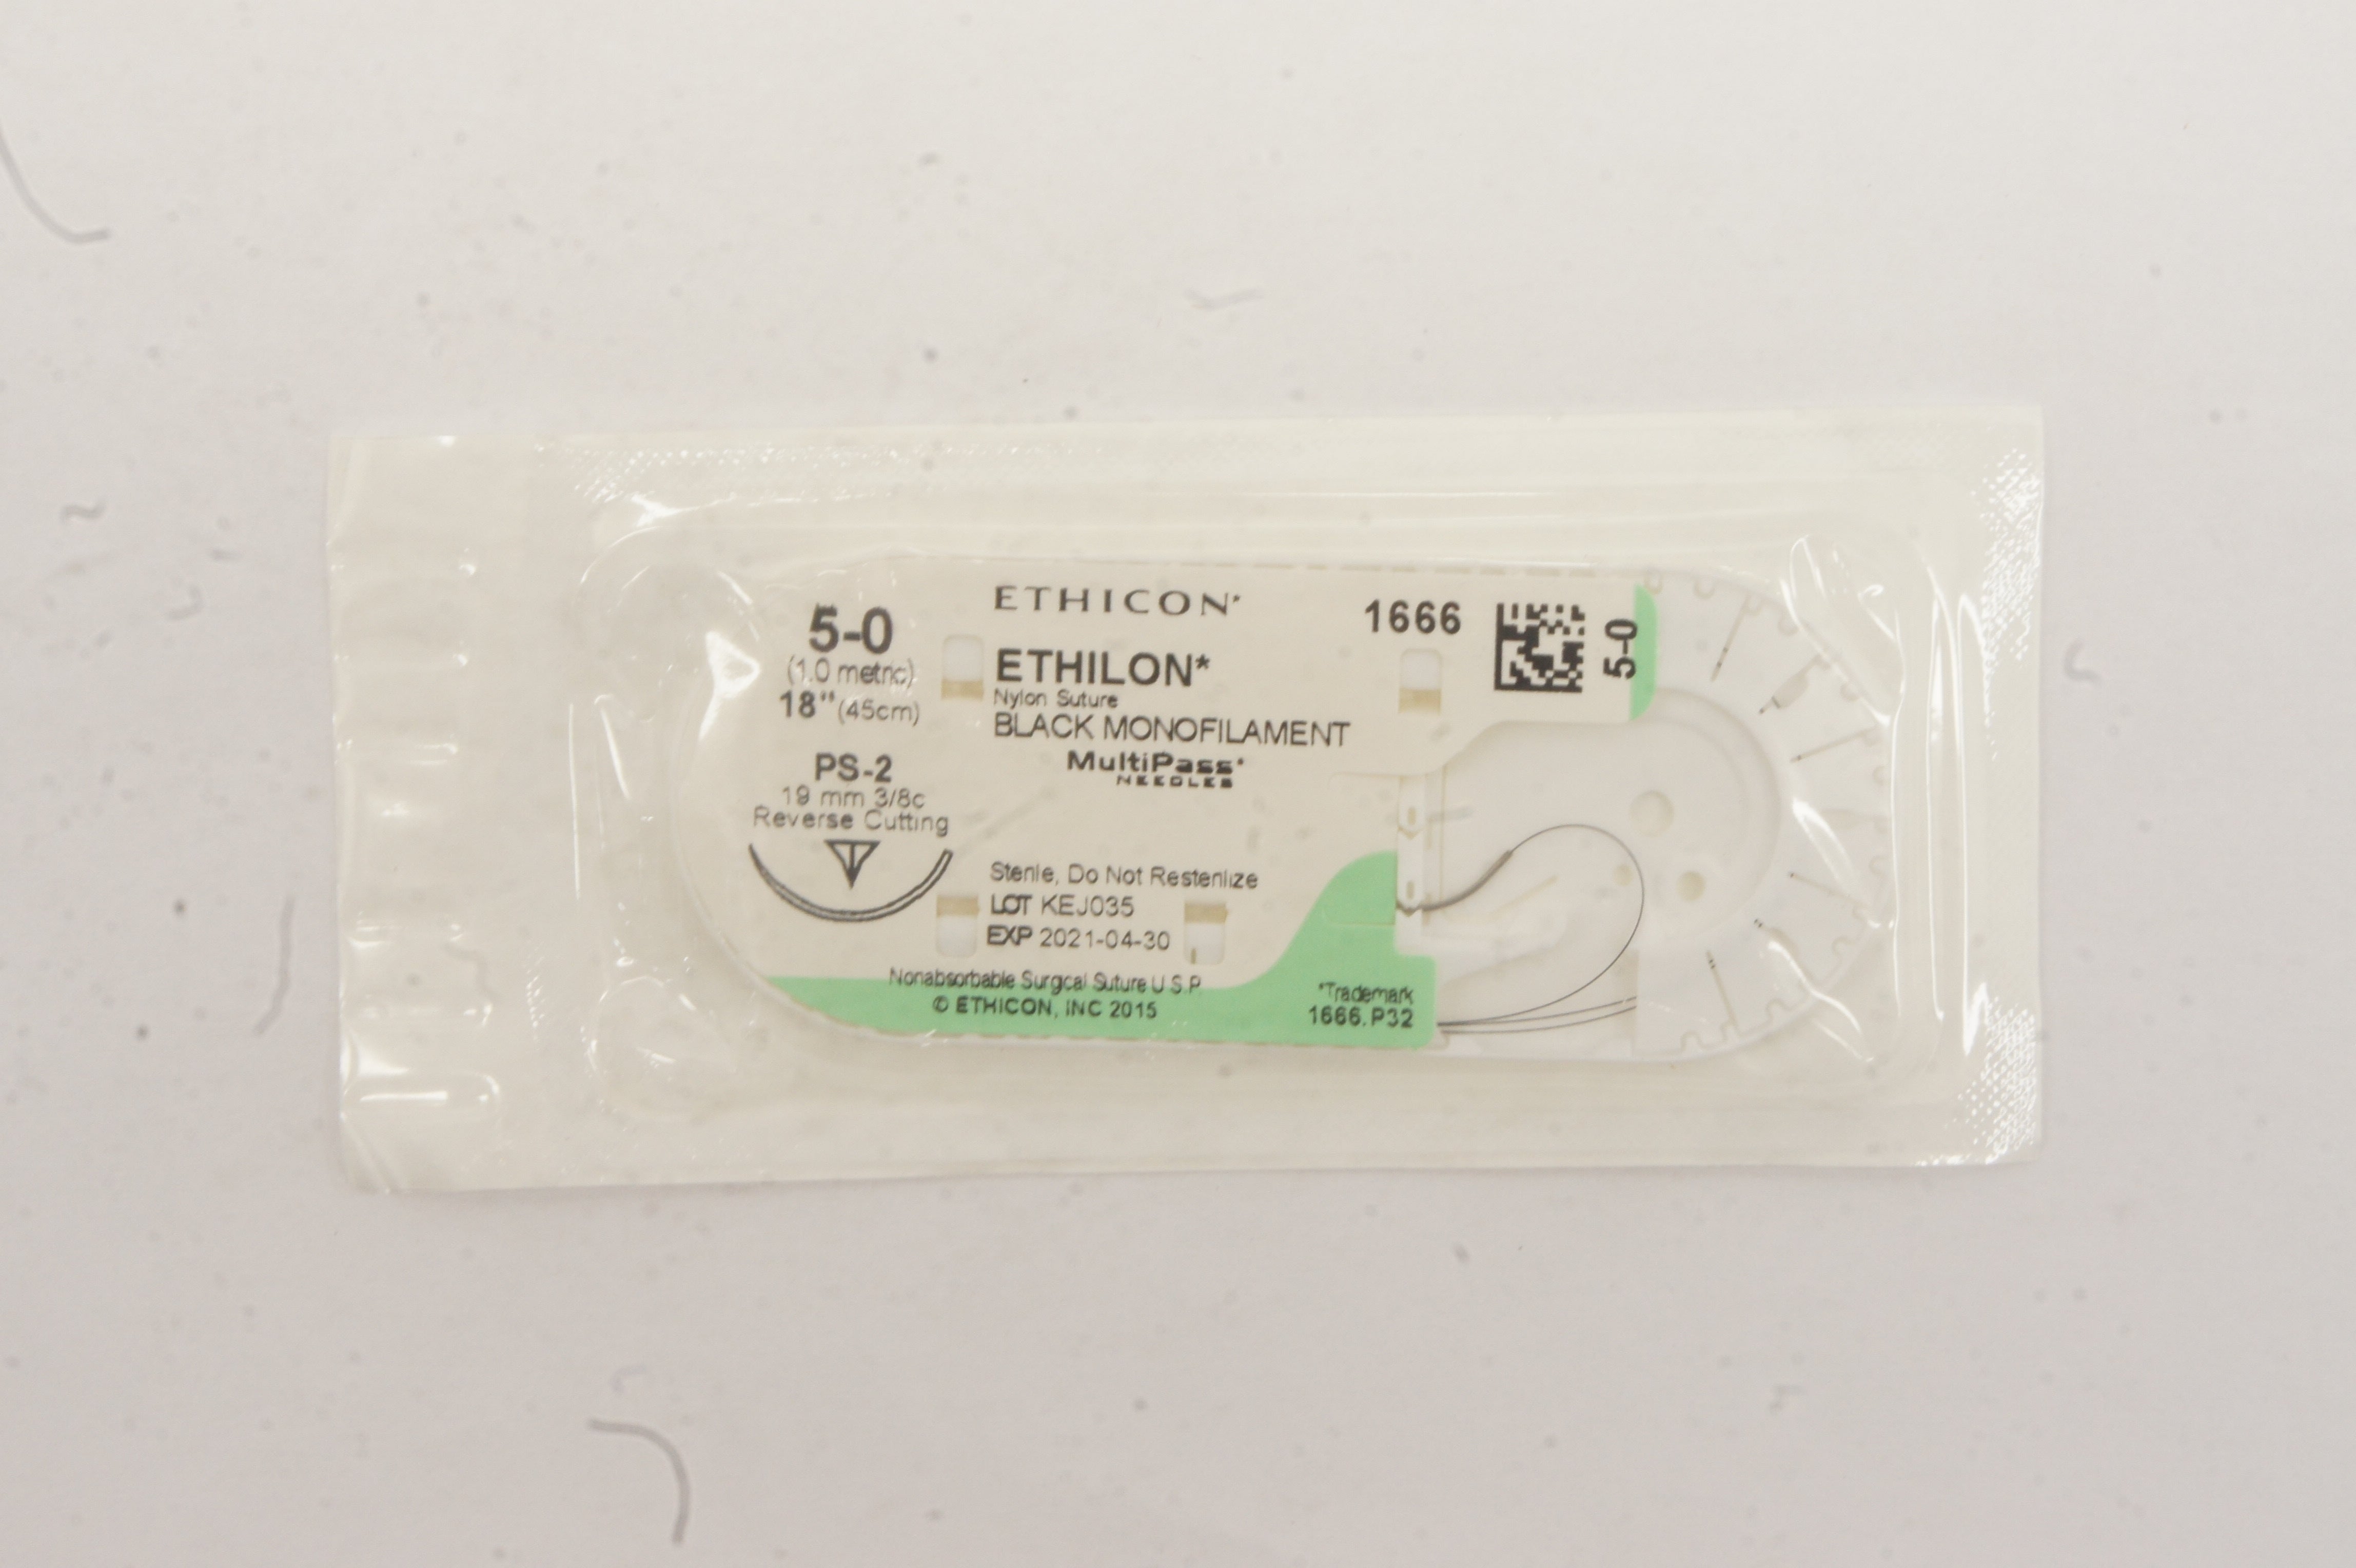 5-0
(1.0 metric)
18" (45cm)
PS-2
19 mm 3/8c
Reverse Cutting
ETHICON*
ETHILON*
Nylon Suture
BLACK MONOFILAMENT
MultiPass*
NEEDLES
1666
5-0
Sterile, Do Not Resterilize
LOT KEJ035
EXP 2021-04-30
Nonabsorbable Surgical Suture U.S.P.
© ETHICON, INC 2015
*Trademark
1666.P32